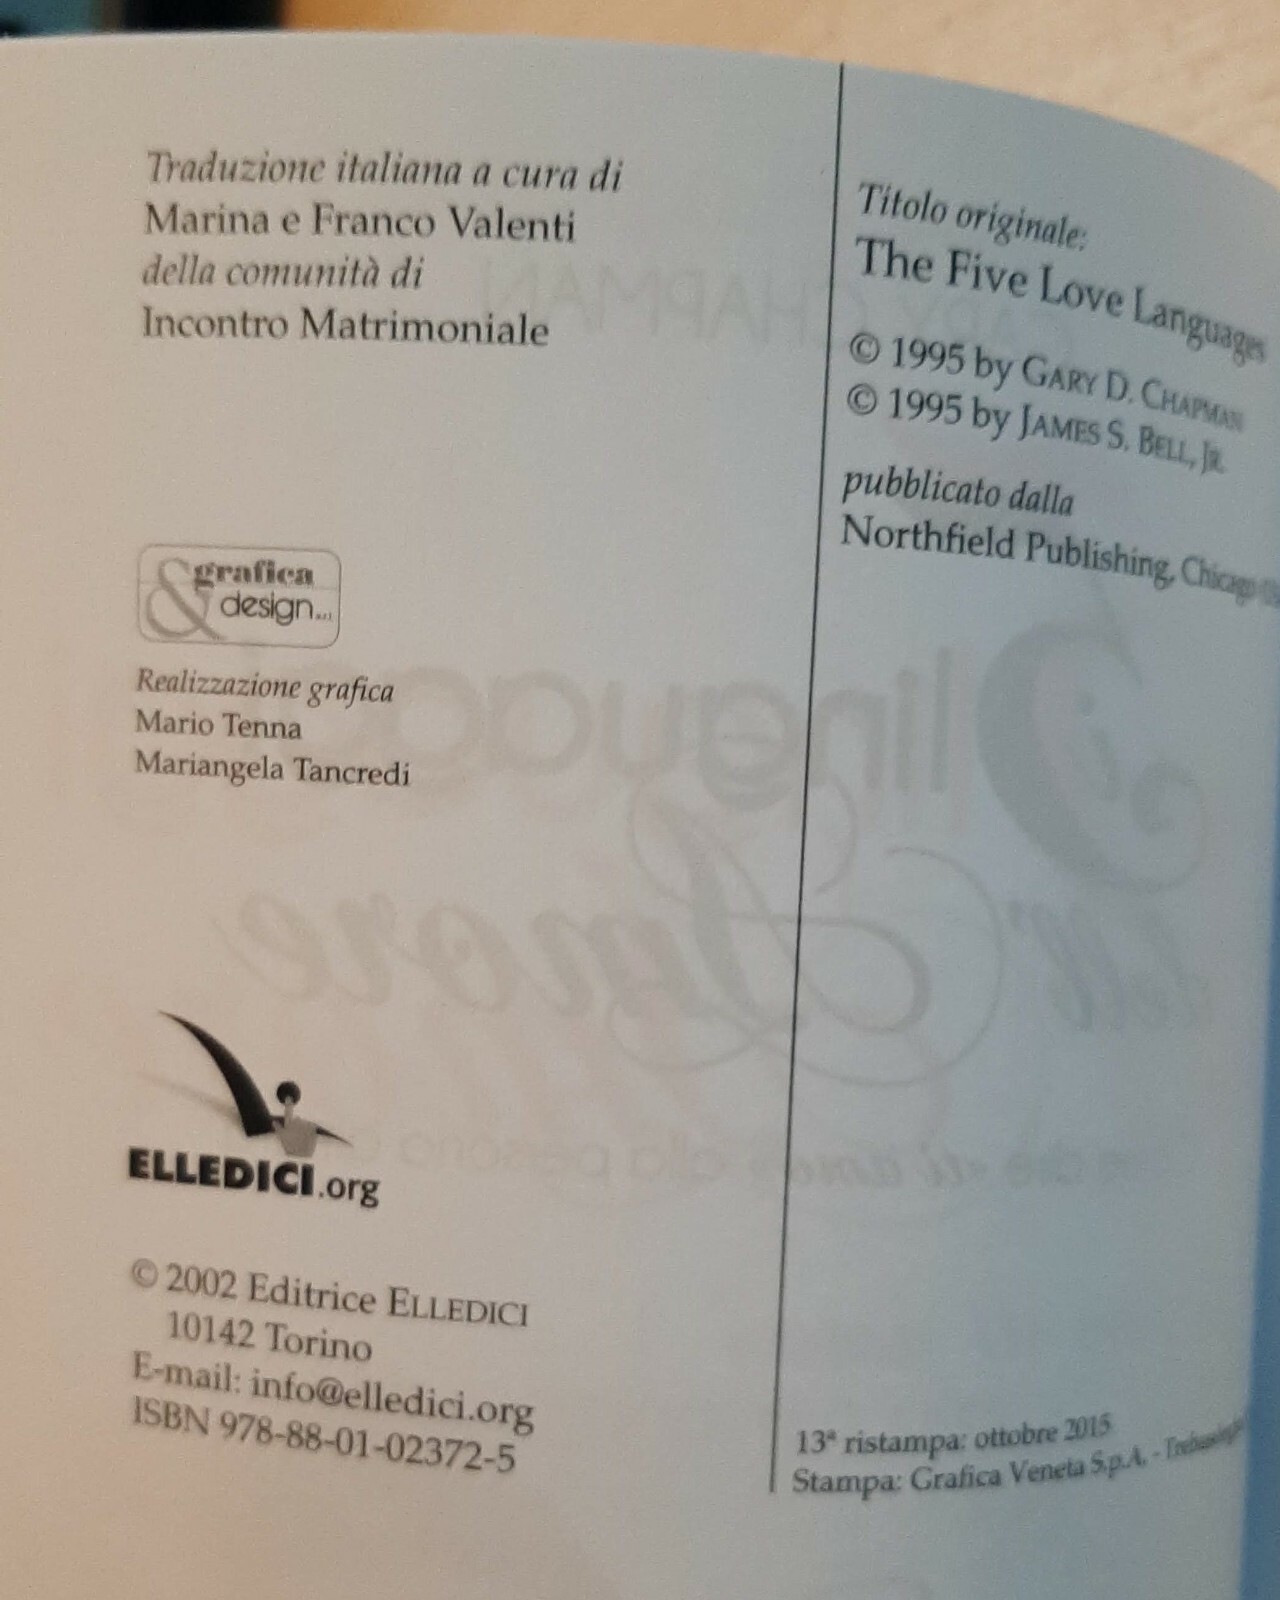 Traduzione italiana a cura di
Marina e Franco Valenti
della comunità di
Incontro Matrimoniale
&grafica
design
Realizzazione grafica
Mario Tenna
Mariangela Tancredi
ELLEDICI.org
© 2002 Editrice ELLEDICI
10142 Torino
E-mail: info@elledici.org
ISBN 978-88-01-02372-5
Titolo originale:
The Five Love Languages
© 1995 by GARY D. CHAPMAN
© 1995 by JAMES S. BELL, JR.
pubblicato dalla
Northfield Publishing, Chicago
13ª ristampa: ottobre 2015
Stampa: Grafica Veneta S.p.A. -